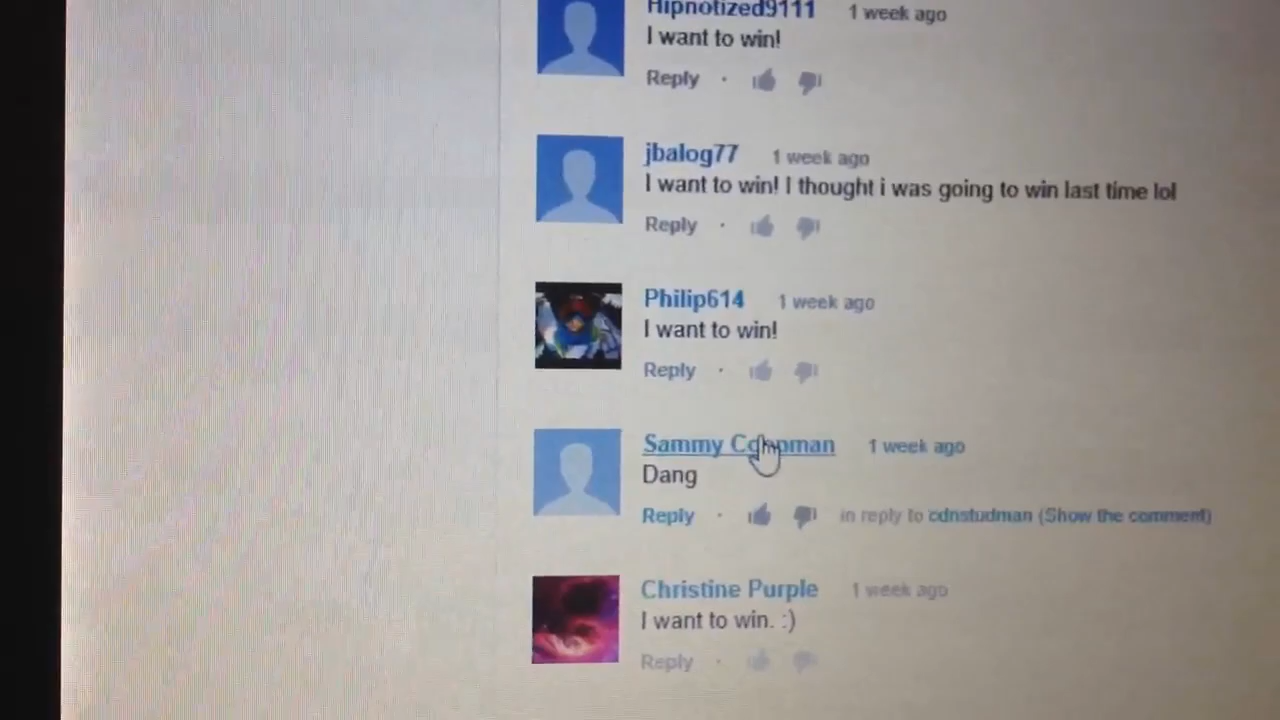 Hipnotized9111 1 week ago
I want to win!
Reply ·
jbalog77 1 week ago
I want to win! I thought i was going to win last time lol
Reply ·
Philip614 1 week ago
I want to win!
Reply ·
Sammy 1 week ago
Dang
Reply · in reply to cdnstudman (Show the comment)
Christine Purple 1 week ago
I want to win. :)
Reply ·